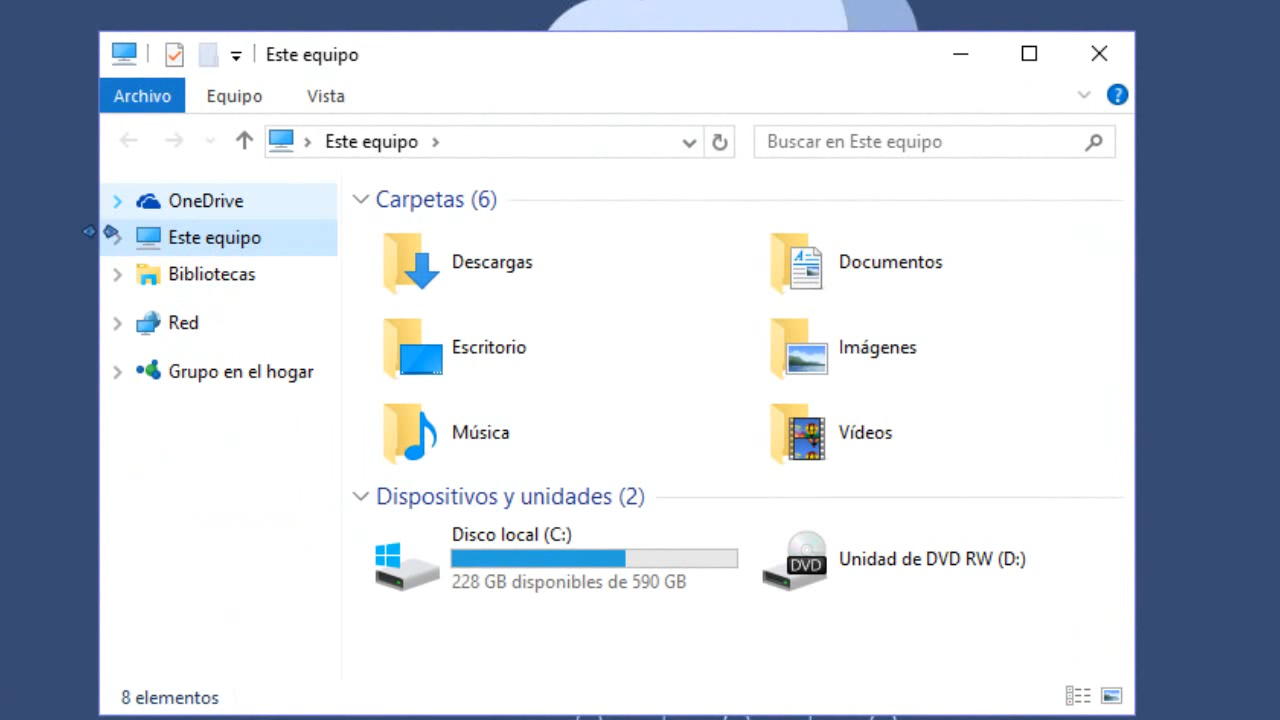 Este equipo
Archivo Equipo Vista
Este equipo
Buscar en Este equipo
OneDrive
Este equipo
Bibliotecas
Red
Grupo en el hogar
Carpetas (6)
Descargas
Documentos
Escritorio
Imágenes
Música
Vídeos
Dispositivos y unidades (2)
Disco local (C:)
228 GB disponibles de 590 GB
DVD
Unidad de DVD RW (D:)
8 elementos